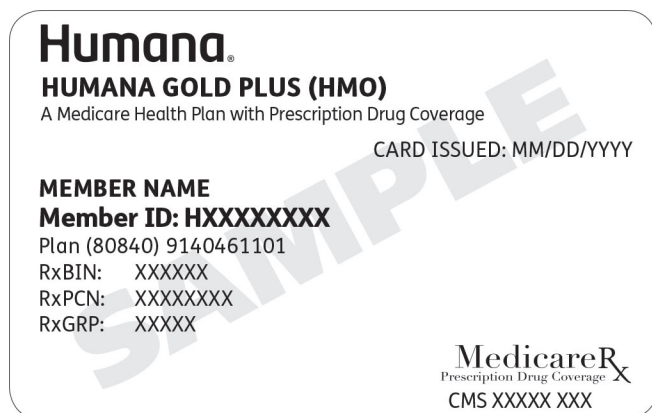 Humana®
HUMANA GOLD PLUS (HMO)
A Medicare Health Plan with Prescription Drug Coverage
CARD ISSUED: MM/DD/YYYY
MEMBER NAME
Member ID: HXXXXXXXX
Plan (80840) 9140461101
RxBIN: XXXXXX
RxPCN: XXXXXXXX
RxGRP: XXXXX
SAMPLE
MedicareRx
Prescription Drug Coverage
CMS XXXXX XXX